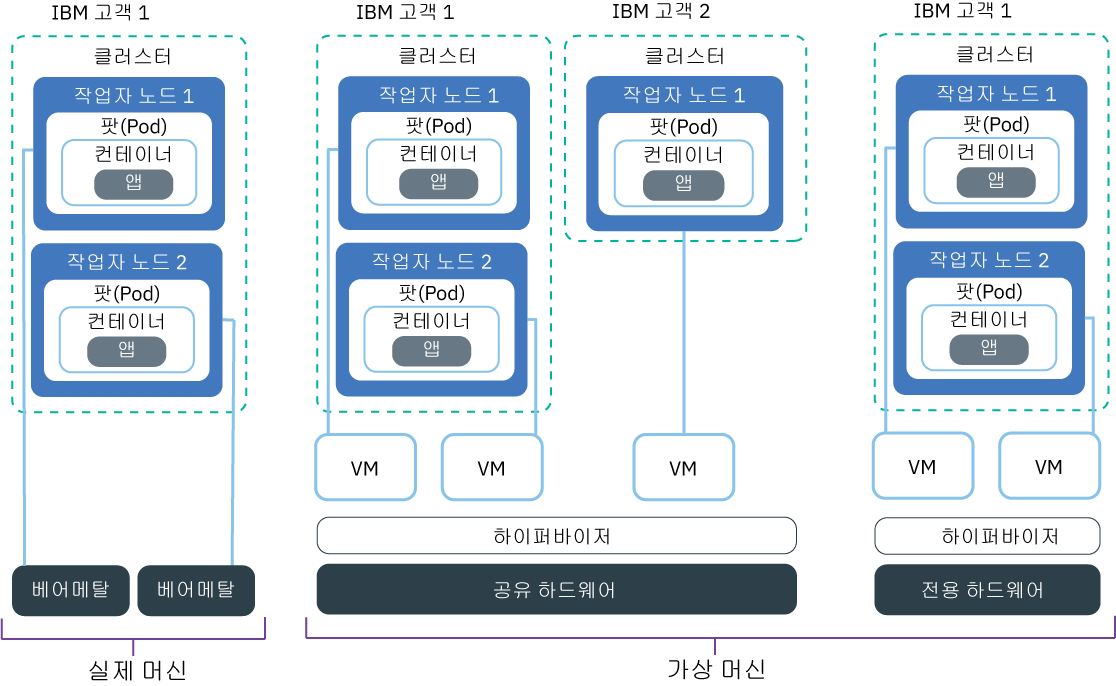 IBM 고객 1
클러스터
작업자 노드 1
팟(Pod)
컨테이너
앱
작업자 노드 2
팟(Pod)
컨테이너
앱
베어메탈
베어메탈
실제 머신
IBM 고객 1
클러스터
작업자 노드 1
팟(Pod)
컨테이너
앱
작업자 노드 2
팟(Pod)
컨테이너
앱
VM
VM
IBM 고객 2
클러스터
작업자 노드 1
팟(Pod)
컨테이너
앱
VM
하이퍼바이저
공유 하드웨어
IBM 고객 1
클러스터
작업자 노드 1
팟(Pod)
컨테이너
앱
작업자 노드 2
팟(Pod)
컨테이너
앱
VM
VM
하이퍼바이저
전용 하드웨어
가상 머신